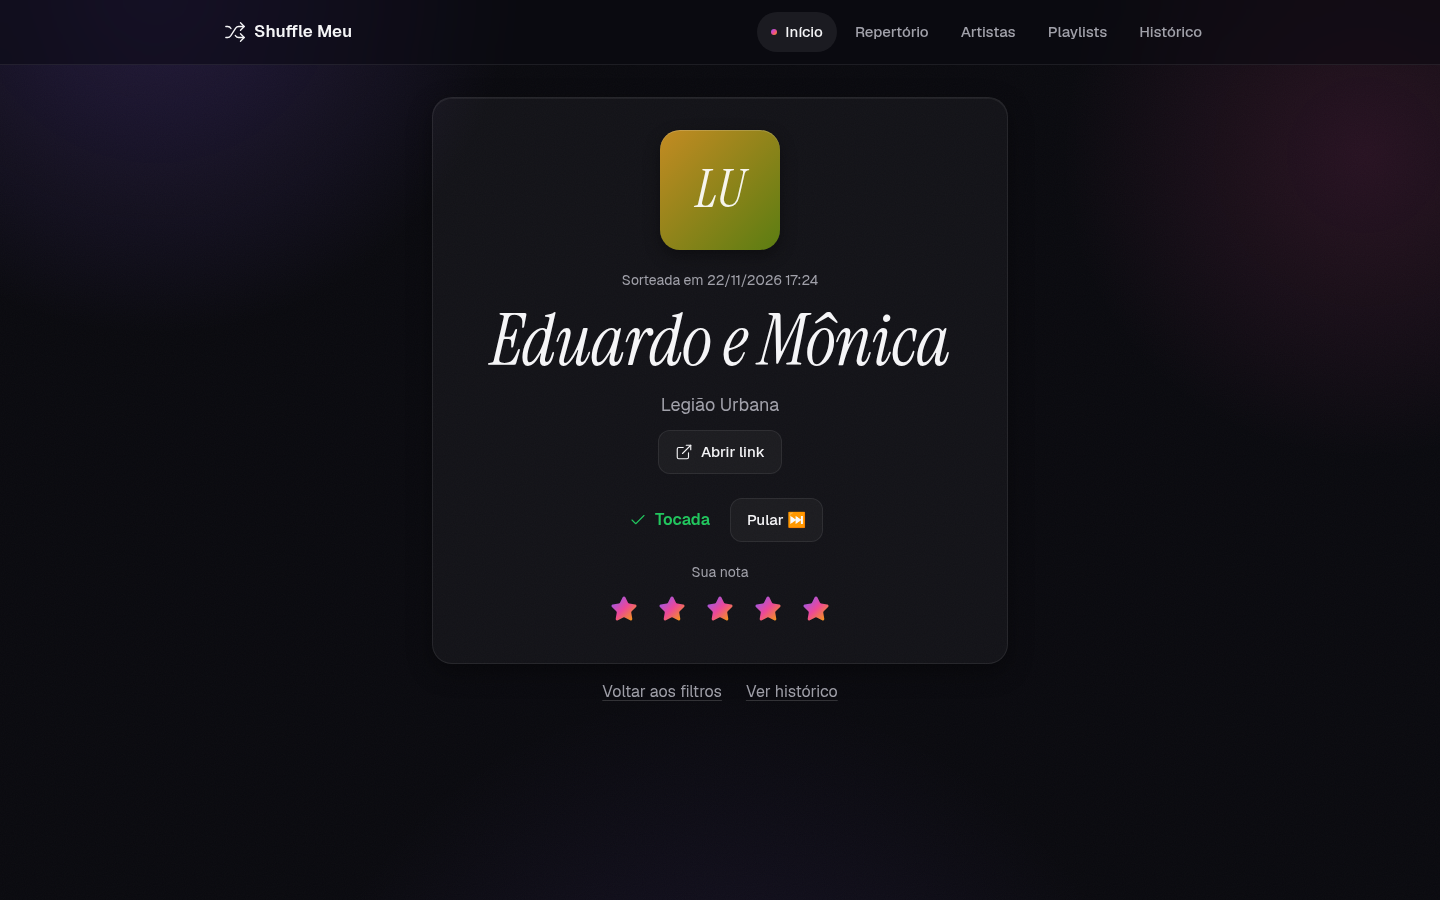 Shuffle Meu
Início
Repertório
Artistas
Playlists
Histórico
LU
Sorteada em 22/11/2026 17:24
Eduardo e Mônica
Legião Urbana
Abrir link
Tocada
Pular ⏭️
Sua nota
Voltar aos filtros
Ver histórico